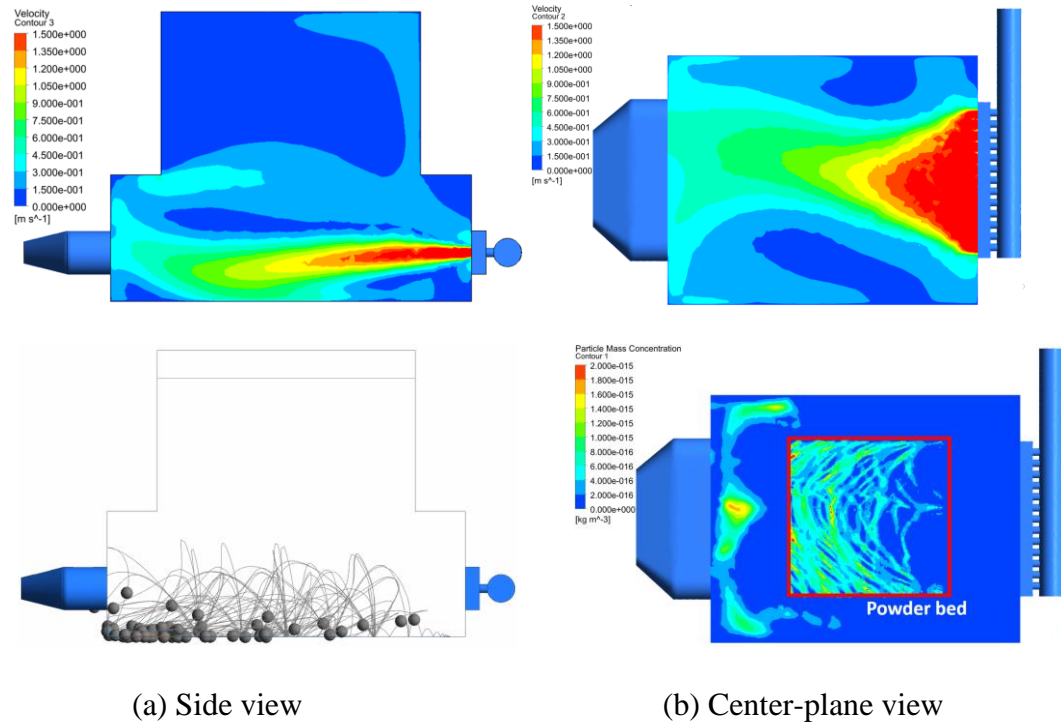 Velocity
Contour 3
1.500e+000
1.350e+000
1.200e+000
1.050e+000
9.000e-001
7.500e-001
6.000e-001
4.500e-001
3.000e-001
1.500e-001
0.000e+000
[m s^-1]
Velocity
Contour 2
1.500e+000
1.350e+000
1.200e+000
1.050e+000
9.000e-001
7.500e-001
6.000e-001
4.500e-001
3.000e-001
1.500e-001
0.000e+000
[m s^-1]
Particle Mass Concentration
Contour 1
2.000e-015
1.800e-015
1.600e-015
1.400e-015
1.200e-015
1.000e-015
8.000e-016
6.000e-016
4.000e-016
2.000e-016
0.000e+000
[kg m^-3]
Powder bed
(a) Side view
(b) Center-plane view